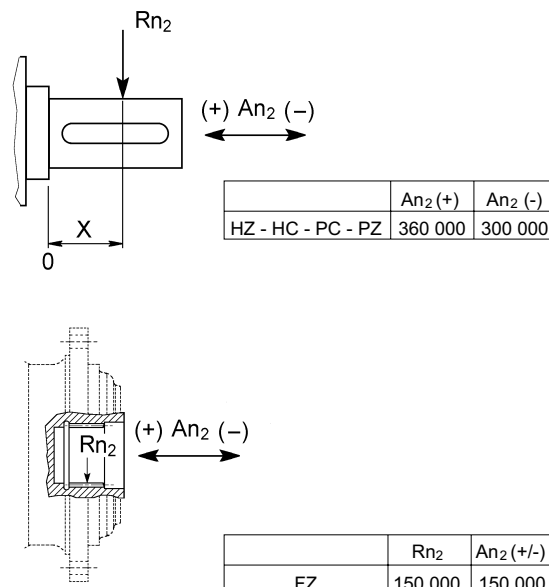 Rn₂
(+) An₂ (−)
X
0
An₂ (+) An₂ (-)
HZ - HC - PC - PZ 360 000 300 000
(+) An₂ (−)
Rn₂
Rn₂ An₂ (+/-)
FZ 150 000 150 000